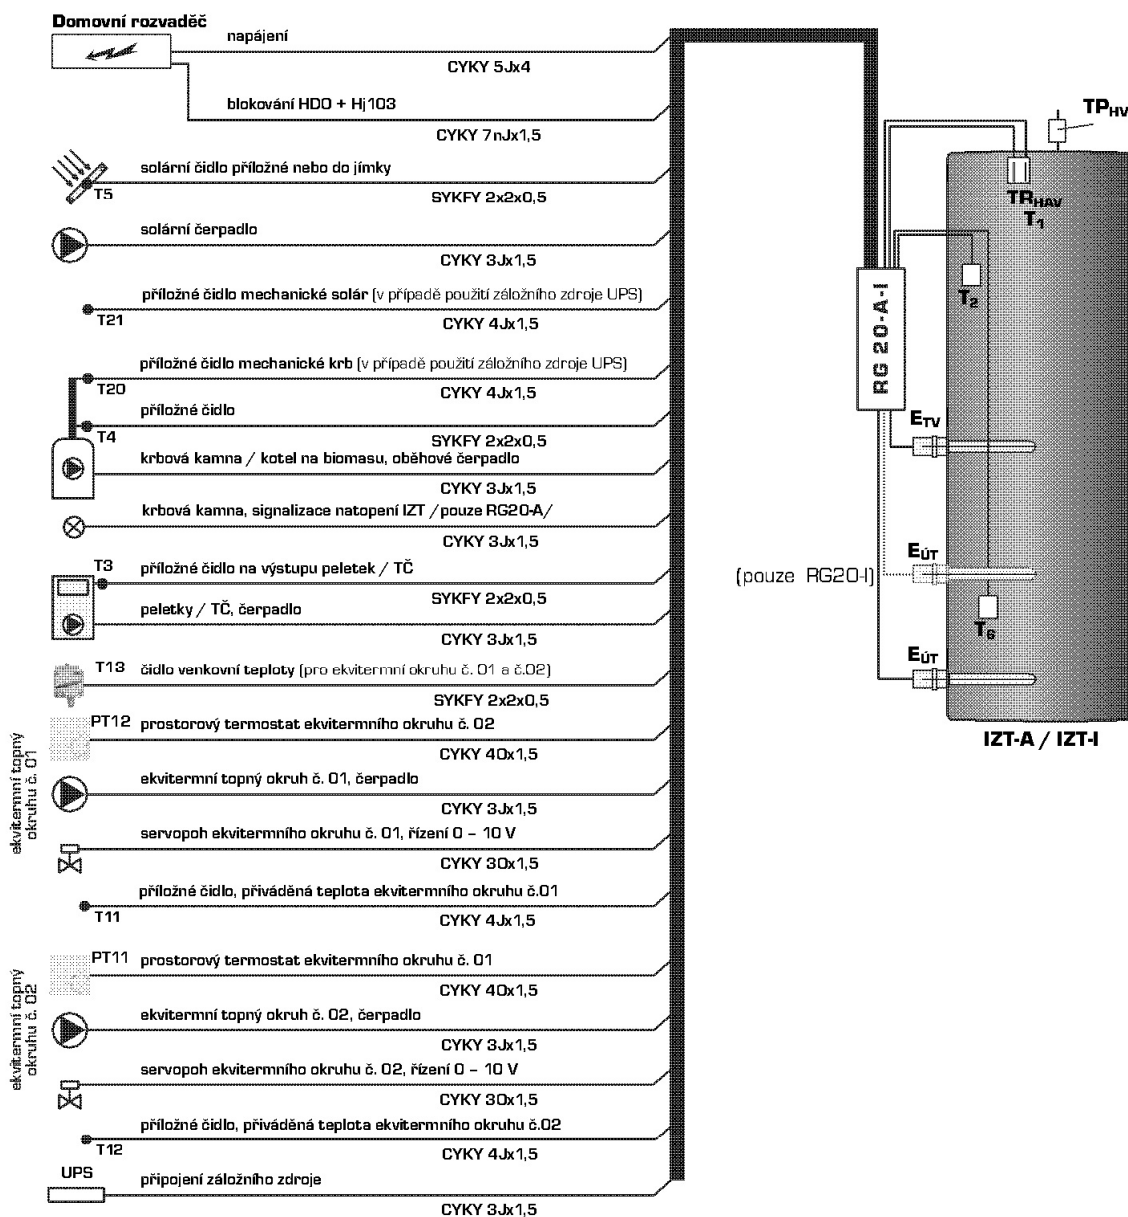 Domovní rozvaděč
napájení
CYKY 5Jx4
blokování HDO + Hj103
CYKY 7nJx1,5
solární čidlo příložné nebo do jímky
T5
SYKFY 2x2x0,5
solární čerpadlo
CYKY 3Jx1,5
příložné čidlo mechanické solár (v případě použití záložního zdroje UPS)
T21
CYKY 4Jx1,5
příložné čidlo mechanické krb (v případě použití záložního zdroje UPS)
T20
CYKY 4Jx1,5
příložné čidlo
T4
SYKFY 2x2x0,5
krbová kamna / kotel na biomasu, oběhové čerpadlo
CYKY 3Jx1,5
krbová kamna, signalizace natopení IZT /pouze RG20-A/
CYKY 3Jx1,5
T3
příložné čidlo na výstupu peletek / TČ
SYKFY 2x2x0,5
peletky / TČ, čerpadlo
CYKY 3Jx1,5
T13
čidlo venkovní teploty (pro ekvitermní okruhu č. 01 a č.02)
SYKFY 2x2x0,5
ekvitermní topný
okruhu č. 01
PT12
prostorový termostat ekvitermního okruhu č. 02
CYKY 4Ox1,5
ekvitermní topný okruh č. 01, čerpadlo
CYKY 3Jx1,5
servopoh ekvitermního okruhu č. 01, řízení 0 – 10 V
CYKY 3Ox1,5
příložné čidlo, přiváděná teplota ekvitermního okruhu č.01
T11
CYKY 4Jx1,5
ekvitermní topný
okruhu č. 02
PT11
prostorový termostat ekvitermního okruhu č. 01
CYKY 4Ox1,5
ekvitermní topný okruh č. 02, čerpadlo
CYKY 3Jx1,5
servopoh ekvitermního okruhu č. 02, řízení 0 – 10 V
CYKY 3Ox1,5
příložné čidlo, přiváděná teplota ekvitermního okruhu č.02
T12
CYKY 4Jx1,5
UPS
připojení záložního zdroje
CYKY 3Jx1,5
TPHV
TRHAV
T1
T2
RG 20-A-I
ETV
EÚT
(pouze RG20-I)
T6
EÚT
IZT-A / IZT-I